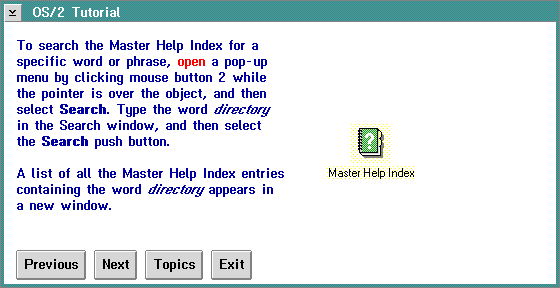 OS/2 Tutorial
To search the Master Help Index for a
specific word or phrase, open a pop-up
menu by clicking mouse button 2 while
the pointer is over the object, and then
select Search. Type the word directory
in the Search window, and then select
the Search push button.
A list of all the Master Help Index entries
containing the word directory appears in
a new window.
?
Master Help Index
Previous Next Topics Exit